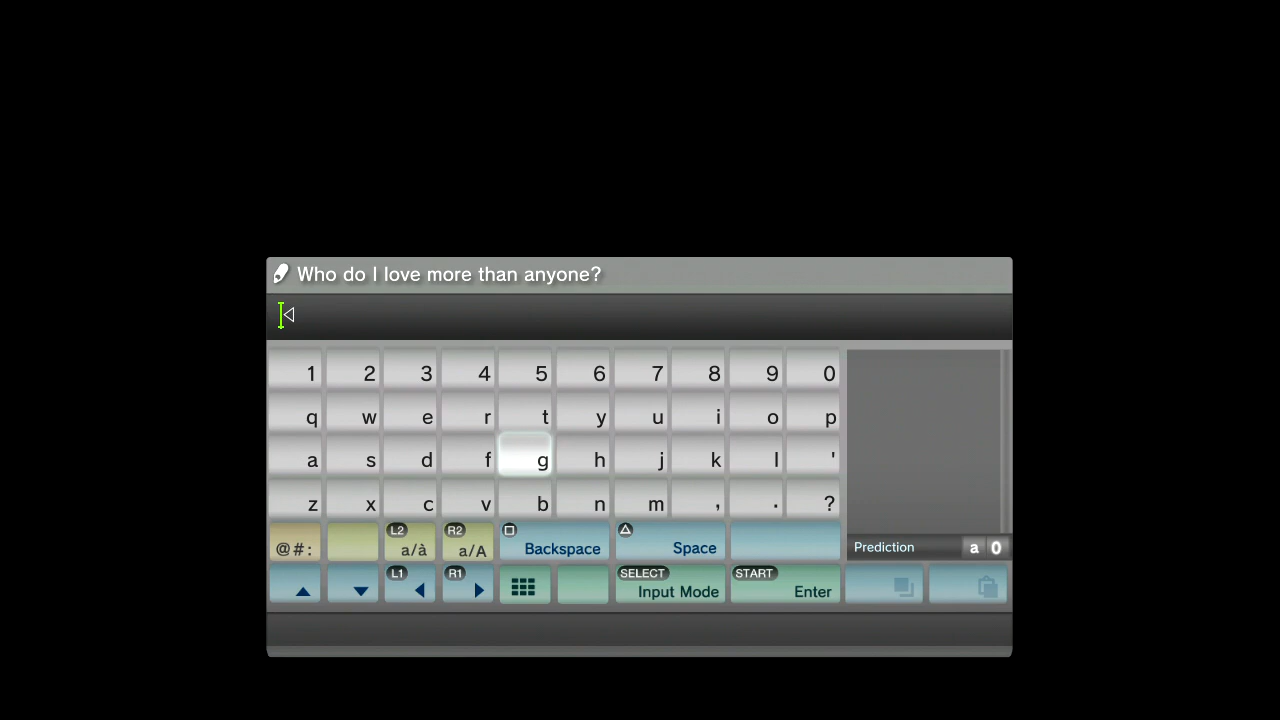 Who do I love more than anyone?
1 2 3 4 5 6 7 8 9 0
q w e r t y u i o p
a s d f g h j k l '
z x c v b n m , . ?
@#: L2 a/à R2 a/A Backspace Space
Prediction a 0
L1 R1 SELECT Input Mode START Enter